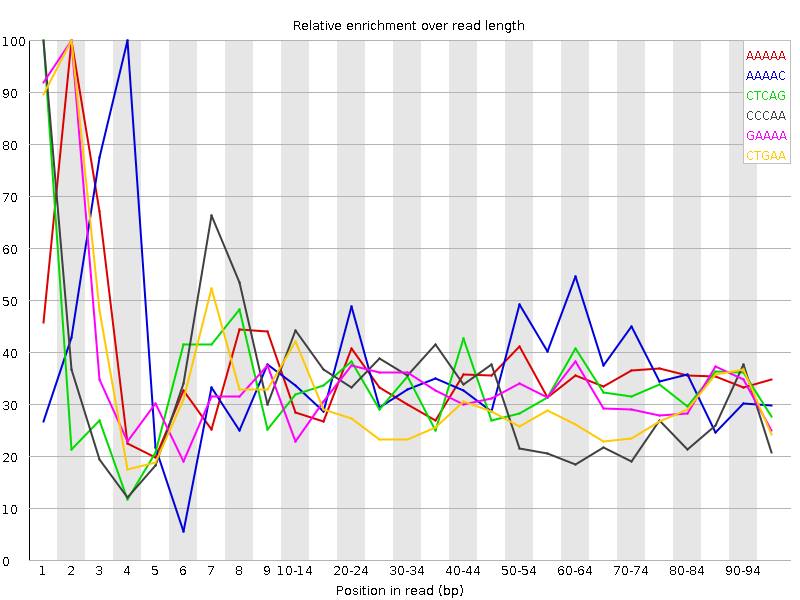 Relative enrichment over read length
100
90
80
70
60
50
40
30
20
10
0
AAAAA
AAAAC
CTCAG
CCCAA
GAAAA
CTGAA
1 2 3 4 5 6 7 8 9 10-14 20-24 30-34 40-44 50-54 60-64 70-74 80-84 90-94
Position in read (bp)